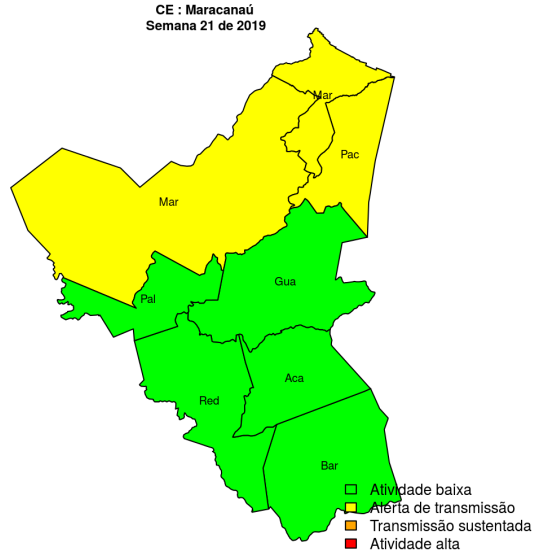 CE : Maracanaú
Semana 21 de 2019
Mar
Pac
Mar
Gua
Pal
Aca
Red
Bar
Atividade baixa
Alerta de transmissão
Transmissão sustentada
Atividade alta